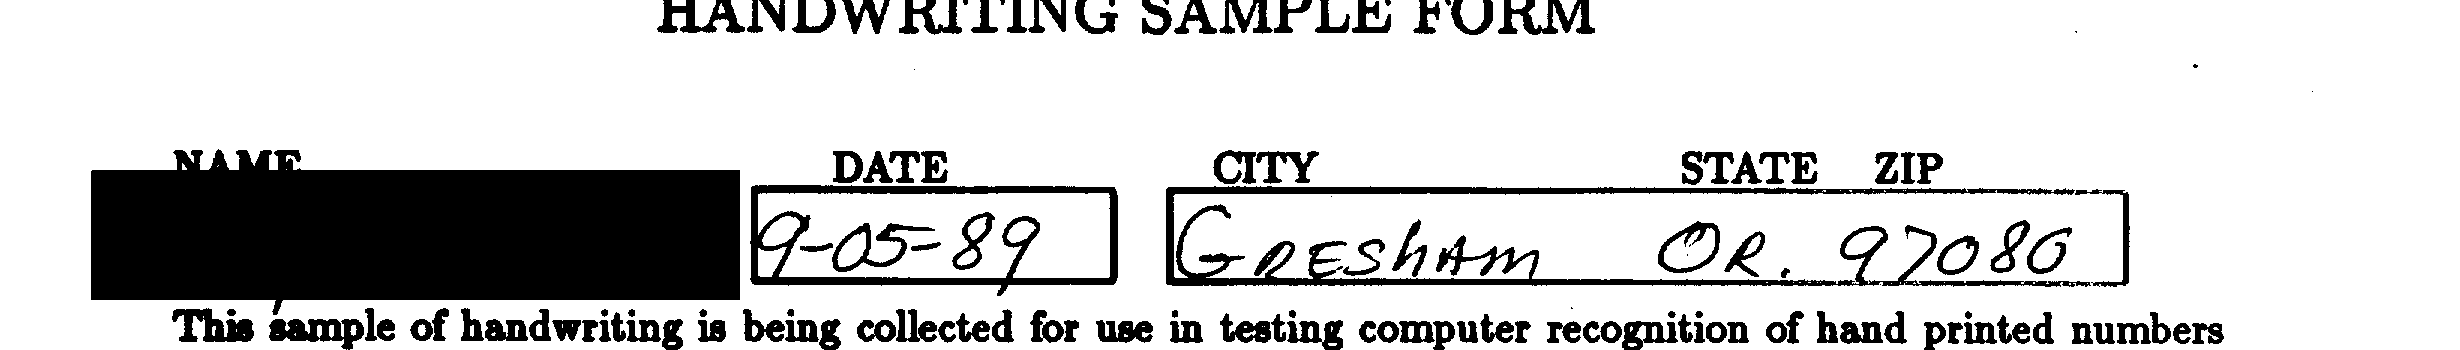 HANDWRITING SAMPLE FORM
NAME DATE CITY STATE ZIP
9-05-89 GRESHAM OR. 97080
This sample of handwriting is being collected for use in testing computer recognition of hand printed numbers